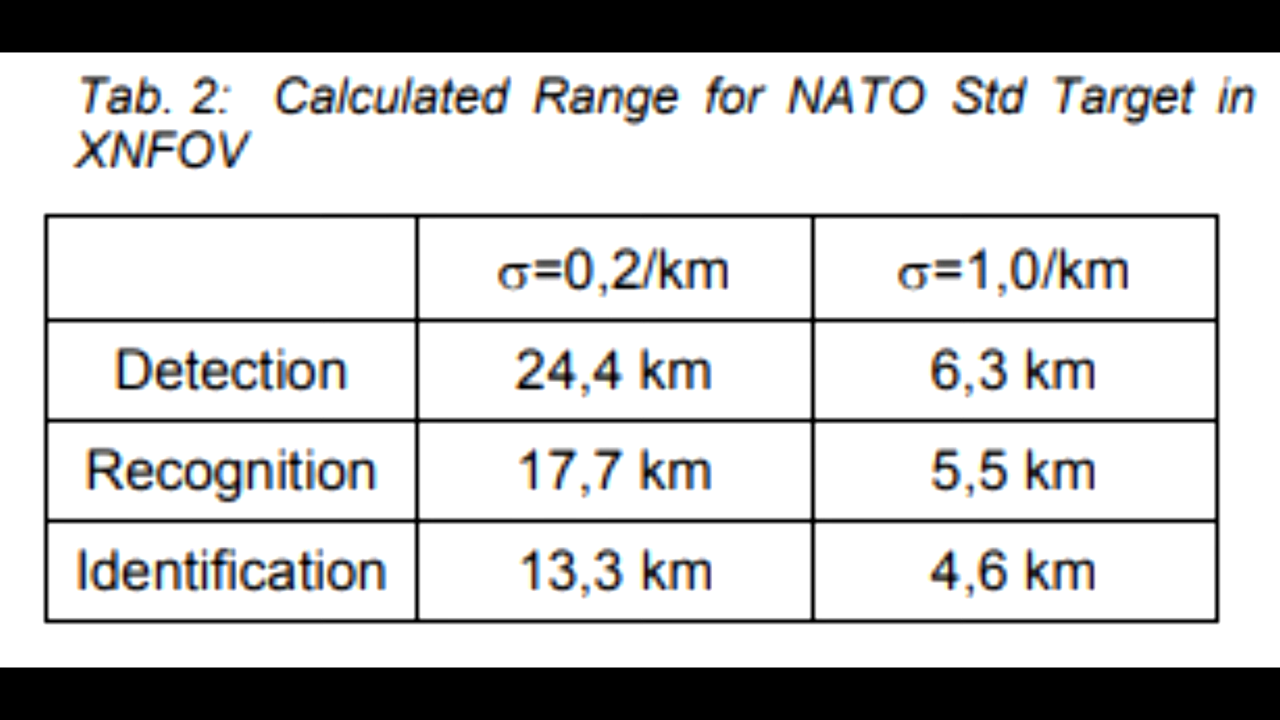 Tab. 2: Calculated Range for NATO Std Target in
XNFOV
σ=0,2/km σ=1,0/km
Detection 24,4 km 6,3 km
Recognition 17,7 km 5,5 km
Identification 13,3 km 4,6 km